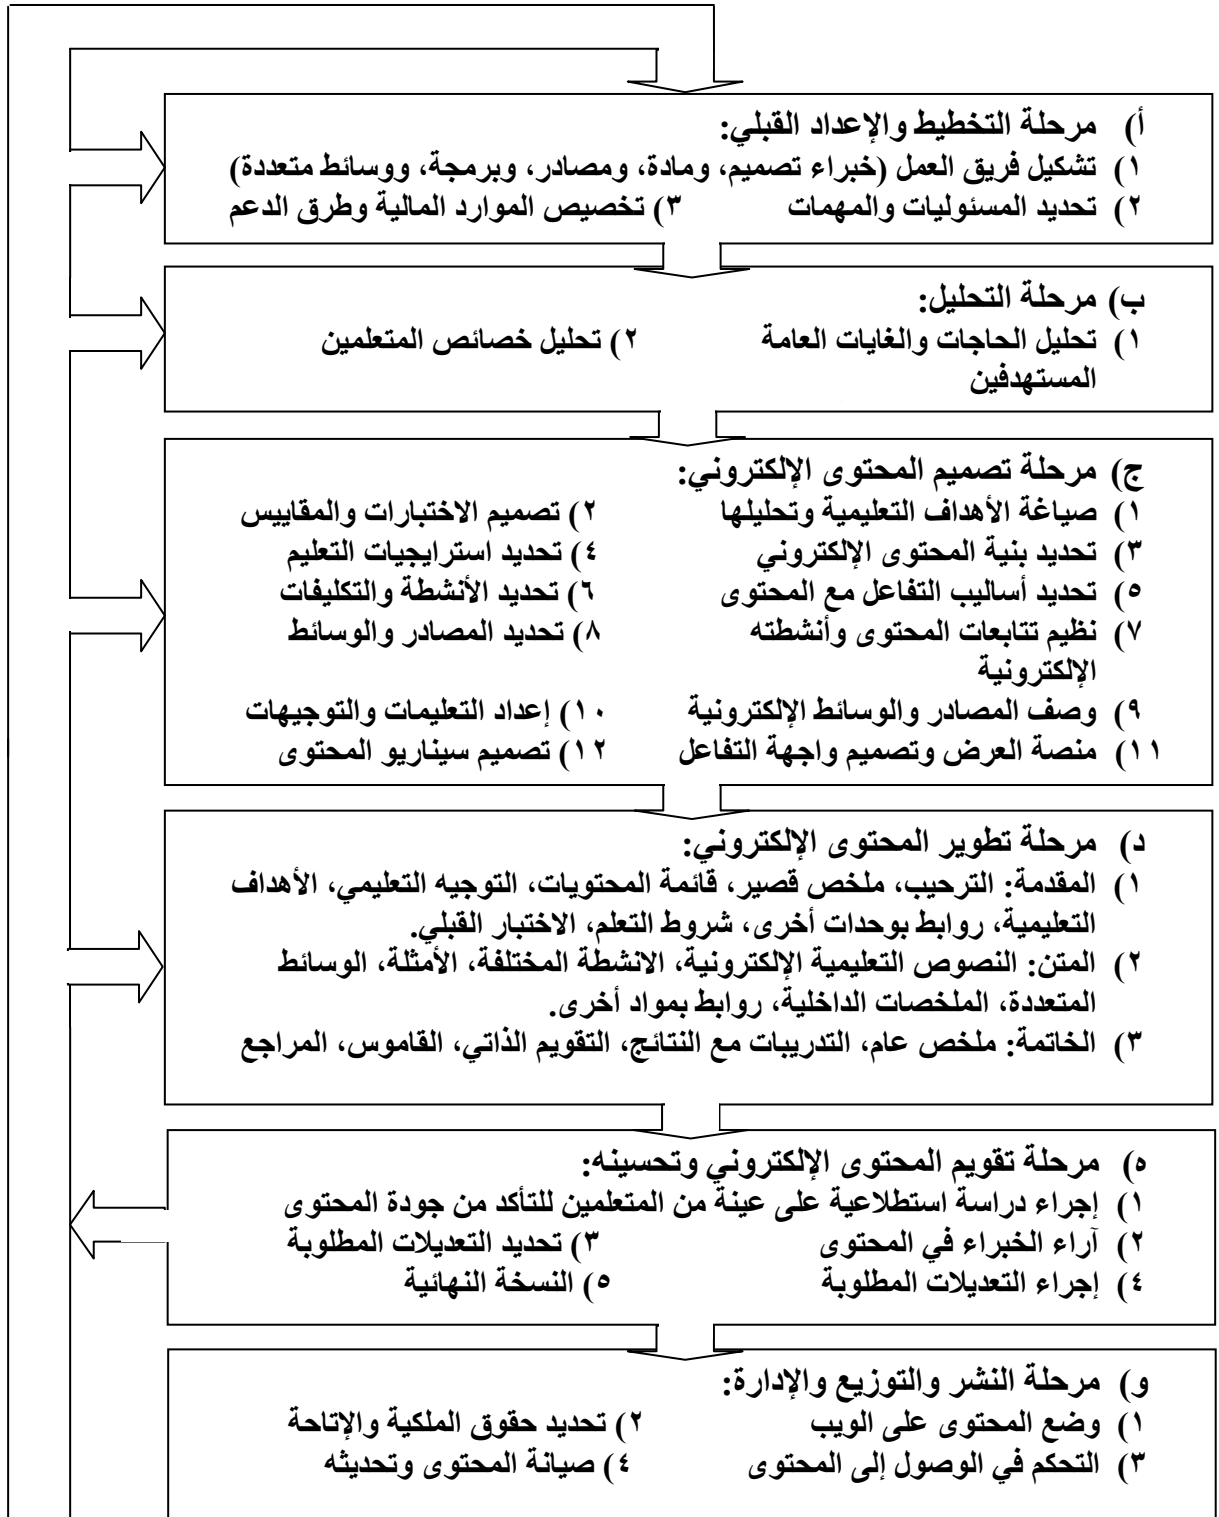 أ) مرحلة التخطيط والإعداد القبلي:
١) تشكيل فريق العمل (خبراء تصميم، ومادة، ومصادر، وبرمجة، ووسائط متعددة)
٢) تحديد المسئوليات والمهمات ٣) تخصيص الموارد المالية وطرق الدعم
ب) مرحلة التحليل:
١) تحليل الحاجات والغايات العامة ٢) تحليل خصائص المتعلمين
المستهدفين
ج) مرحلة تصميم المحتوى الإلكتروني:
١) صياغة الأهداف التعليمية وتحليلها ٢) تصميم الاختبارات والمقاييس
٣) تحديد بنية المحتوى الإلكتروني ٤) تحديد استرايجيات التعليم
٥) تحديد أساليب التفاعل مع المحتوى ٦) تحديد الأنشطة والتكليفات
٧) نظيم تتابعات المحتوى وأنشطته ٨) تحديد المصادر والوسائط
الإلكترونية
٩) وصف المصادر والوسائط الإلكترونية ١٠) إعداد التعليمات والتوجيهات
١١) منصة العرض وتصميم واجهة التفاعل ١٢) تصميم سيناريو المحتوى
د) مرحلة تطوير المحتوى الإلكتروني:
١) المقدمة: الترحيب، ملخص قصير، قائمة المحتويات، التوجيه التعليمي، الأهداف
التعليمية، روابط بوحدات أخرى، شروط التعلم، الاختبار القبلي.
٢) المتن: النصوص التعليمية الإلكترونية، الانشطة المختلفة، الأمثلة، الوسائط
المتعددة، الملخصات الداخلية، روابط بمواد أخرى.
٣) الخاتمة: ملخص عام، التدريبات مع النتائج، التقويم الذاتي، القاموس، المراجع
ه) مرحلة تقويم المحتوى الإلكتروني وتحسينه:
١) إجراء دراسة استطلاعية على عينة من المتعلمين للتأكد من جودة المحتوى
٢) آراء الخبراء في المحتوى ٣) تحديد التعديلات المطلوبة
٤) إجراء التعديلات المطلوبة ٥) النسخة النهائية
و) مرحلة النشر والتوزيع والإدارة:
١) وضع المحتوى على الويب ٢) تحديد حقوق الملكية والإتاحة
٣) التحكم في الوصول إلى المحتوى ٤) صيانة المحتوى وتحديثه